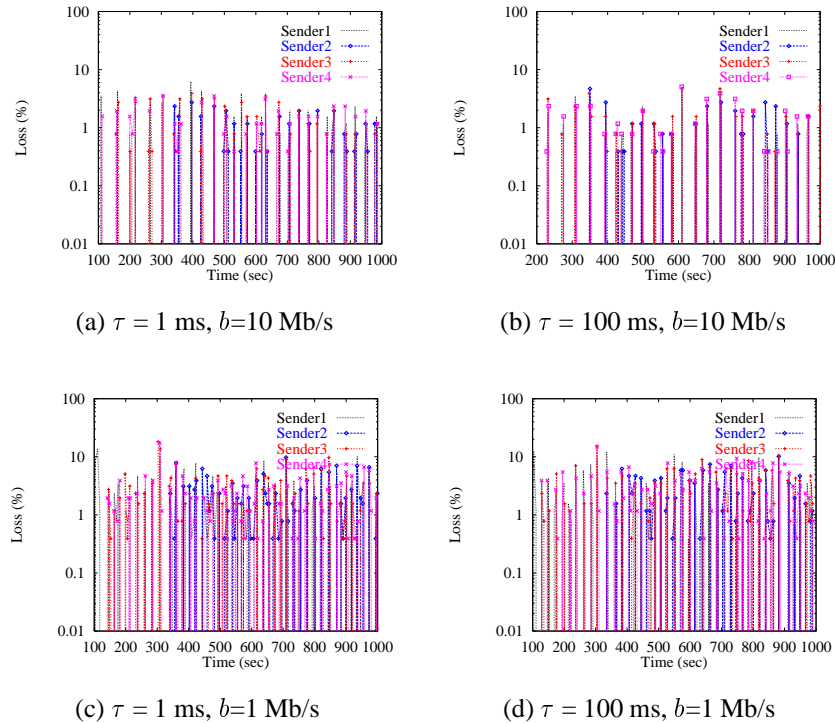 100
10
1
0.1
0.01
Loss (%)
100 200 300 400 500 600 700 800 900 1000
Time (sec)
Sender1
Sender2
Sender3
Sender4
(a) τ = 1 ms, b=10 Mb/s
100
10
1
0.1
0.01
Loss (%)
200 300 400 500 600 700 800 900 1000
Time (sec)
Sender1
Sender2
Sender3
Sender4
(b) τ = 100 ms, b=10 Mb/s
100
10
1
0.1
0.01
Loss (%)
100 200 300 400 500 600 700 800 900 1000
Time (sec)
Sender1
Sender2
Sender3
Sender4
(c) τ = 1 ms, b=1 Mb/s
100
10
1
0.1
0.01
Loss (%)
100 200 300 400 500 600 700 800 900 1000
Time (sec)
Sender1
Sender2
Sender3
Sender4
(d) τ = 100 ms, b=1 Mb/s